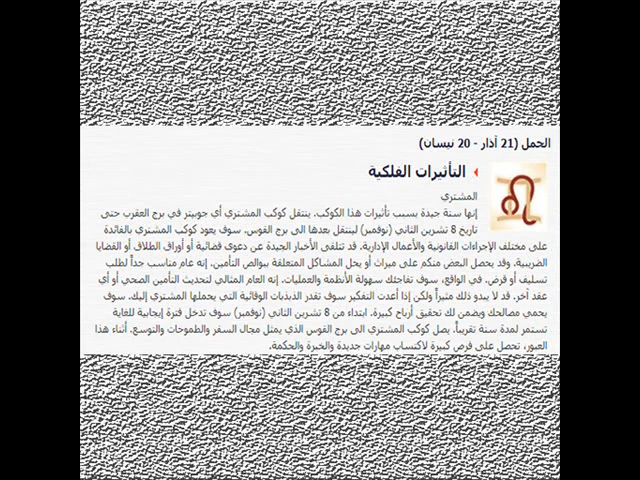 الحمل (21 آذار - 20 نيسان)
التأثيرات الفلكية
المشتري
إنها سنة جيدة بسبب تأثيرات هذا الكوكب. ينتقل كوكب المشتري أي جوبيتر في برج العقرب حتى
تاريخ 8 تشرين الثاني (نوفمبر) لينتقل بعدها الى برج القوس. سوف يعود كوكب المشتري بالفائدة
على مختلف الإجراءات القانونية والأعمال الإدارية. قد تتلقى الأخبار الجيدة عن دعوى قضائية أو أوراق الطلاق أو القضايا
الضريبية. وقد يحصل البعض منكم على ميراث أو يحل المشاكل المتعلقة ببوالص التأمين. إنه عام مناسب جداً لطلب
تسليف أو قرض. في الواقع، سوف تفاجئك سهولة الأنظمة والعمليات. إنه العام المثالي لتحديث التأمين الصحي أو أي
عقد آخر. قد لا يبدو ذلك مثيراً ولكن إذا أعدت التفكير سوف تقدر الذبذبات الوقائية التي يحملها المشتري إليك. سوف
يحمي مصالحك ويضمن لك تحقيق أرباح كبيرة. ابتداء من 8 تشرين الثاني (نوفمبر) سوف تدخل فترة إيجابية للغاية
تستمر لمدة سنة تقريباً. يصل كوكب المشتري الى برج القوس الذي يمثل مجال السفر والطموحات والتوسع. أثناء هذا
العبور، تحصل على فرص كبيرة لاكتساب مهارات جديدة والخبرة والحكمة.